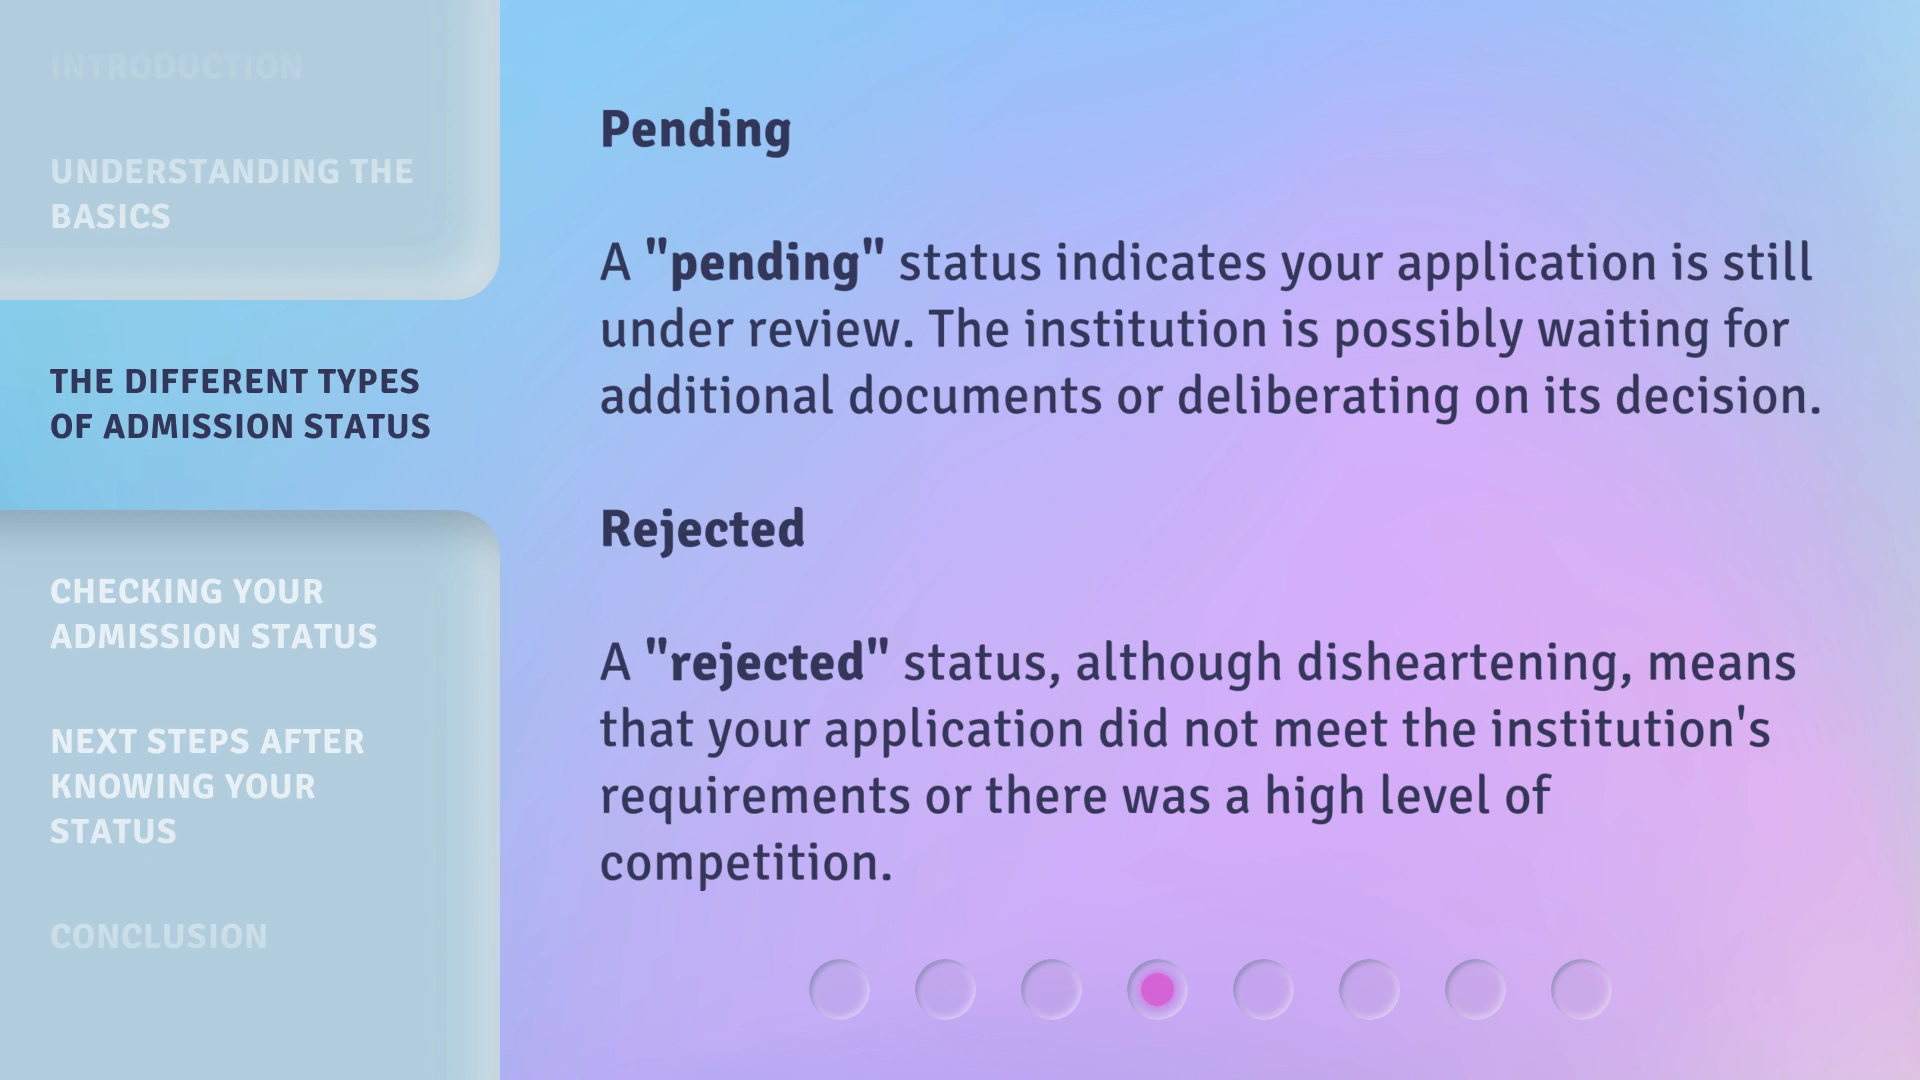 INTRODUCTION
UNDERSTANDING THE
BASICS
THE DIFFERENT TYPES
OF ADMISSION STATUS
CHECKING YOUR
ADMISSION STATUS
NEXT STEPS AFTER
KNOWING YOUR
STATUS
CONCLUSION
Pending
A "pending" status indicates your application is still
under review. The institution is possibly waiting for
additional documents or deliberating on its decision.
Rejected
A "rejected" status, although disheartening, means
that your application did not meet the institution's
requirements or there was a high level of
competition.